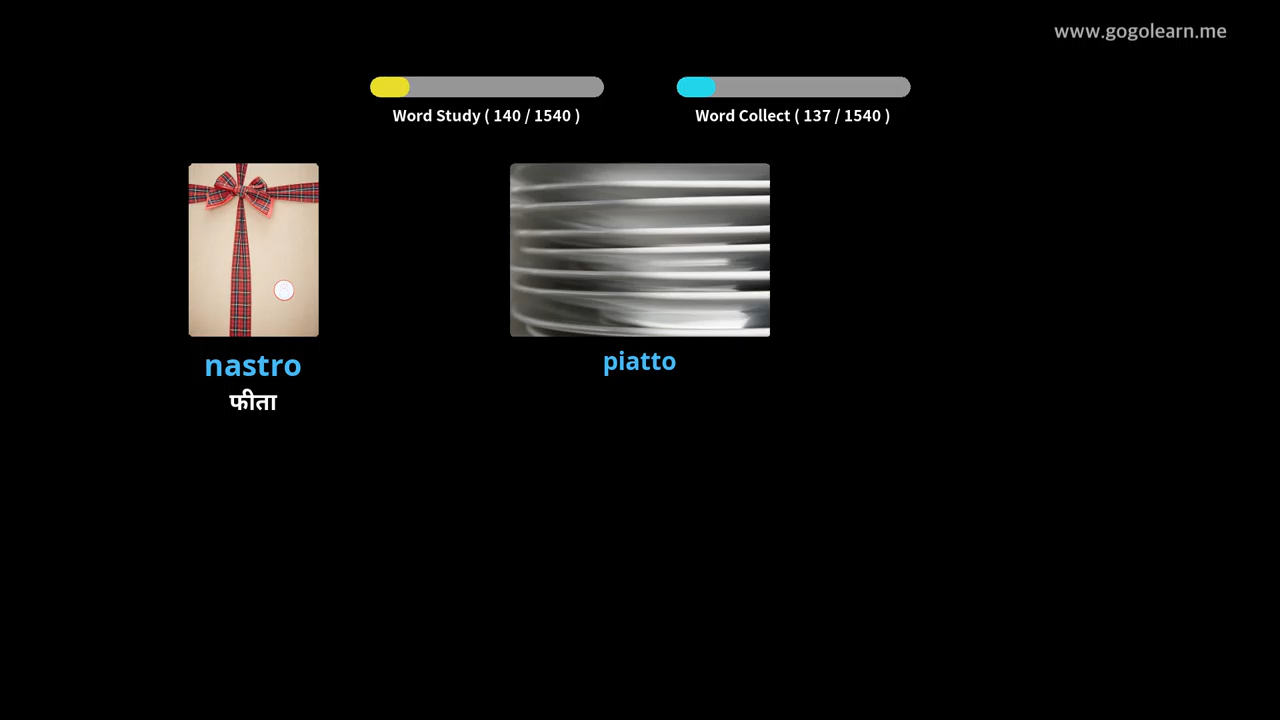 www.gogolearn.me
Word Study ( 140 / 1540 )
Word Collect ( 137 / 1540 )
nastro
फीता
piatto